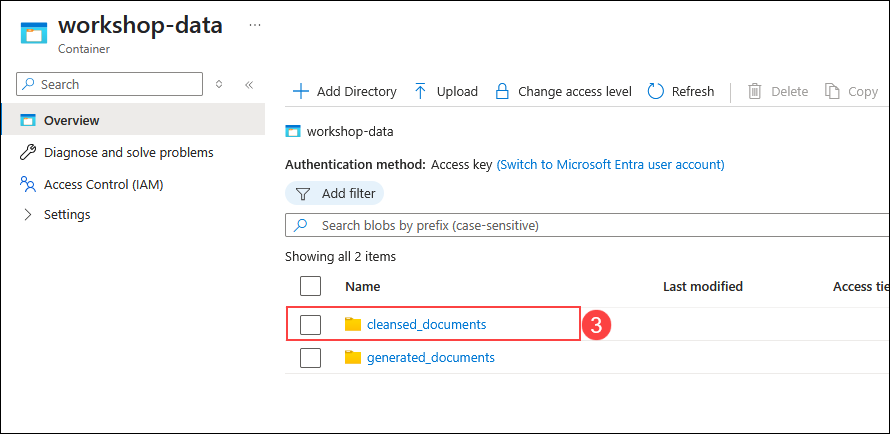 workshop-data ...
Container
Search
«
Overview
Diagnose and solve problems
Access Control (IAM)
Settings
Add Directory Upload Change access level Refresh Delete Copy
workshop-data
Authentication method: Access key (Switch to Microsoft Entra user account)
Add filter
Search blobs by prefix (case-sensitive)
Showing all 2 items
Name Last modified Access tie
cleansed_documents 3
generated_documents